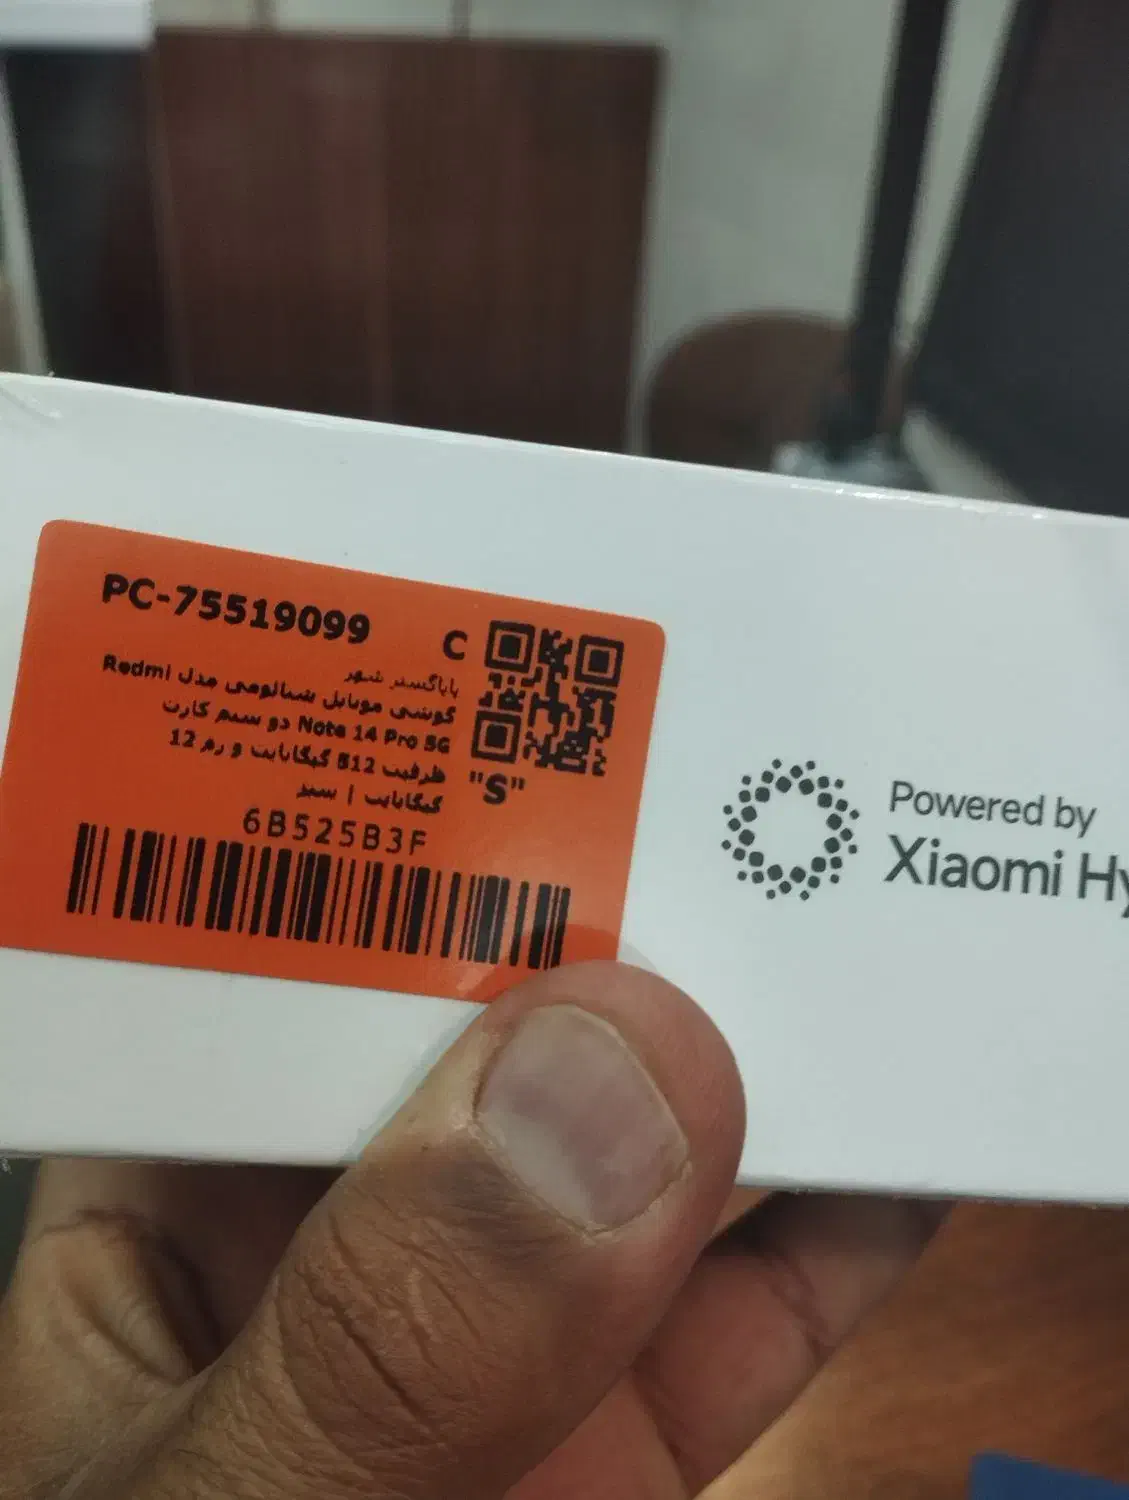 PC-75519099
C
پایاگستر شهر
گوشی موبایل شیائومی مدل Redmi
Note 14 Pro 5G دو سیم کارت
ظرفیت 512 گیگابایت و رم 12
گیگابایت | سبز
"S"
6B525B3F
Powered by
Xiaomi Hy